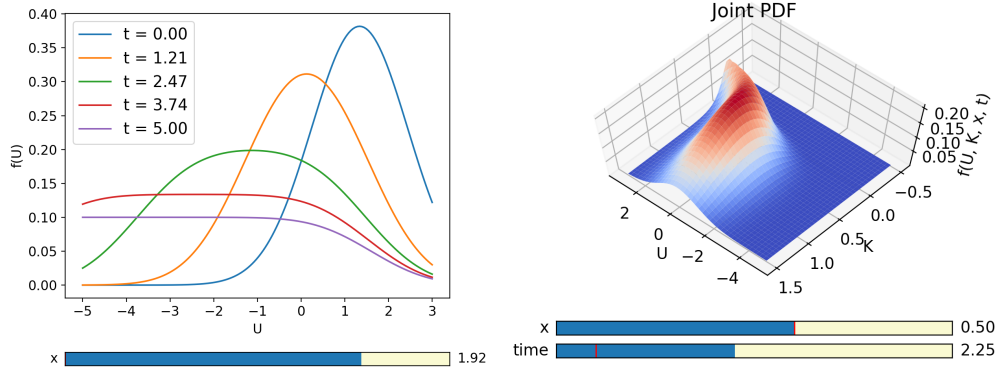 0.40
0.35
0.30
0.25
0.20
0.15
0.10
0.05
0.00
f(U)
t = 0.00
t = 1.21
t = 2.47
t = 3.74
t = 5.00
−5 −4 −3 −2 −1 0 1 2 3
U
x 1.92
Joint PDF
0.20
0.15
0.10
0.05
f(U, K, x, t)
−0.5
0.0
0.5
1.0
1.5
K
2
0
−2
−4
U
x 0.50
time 2.25